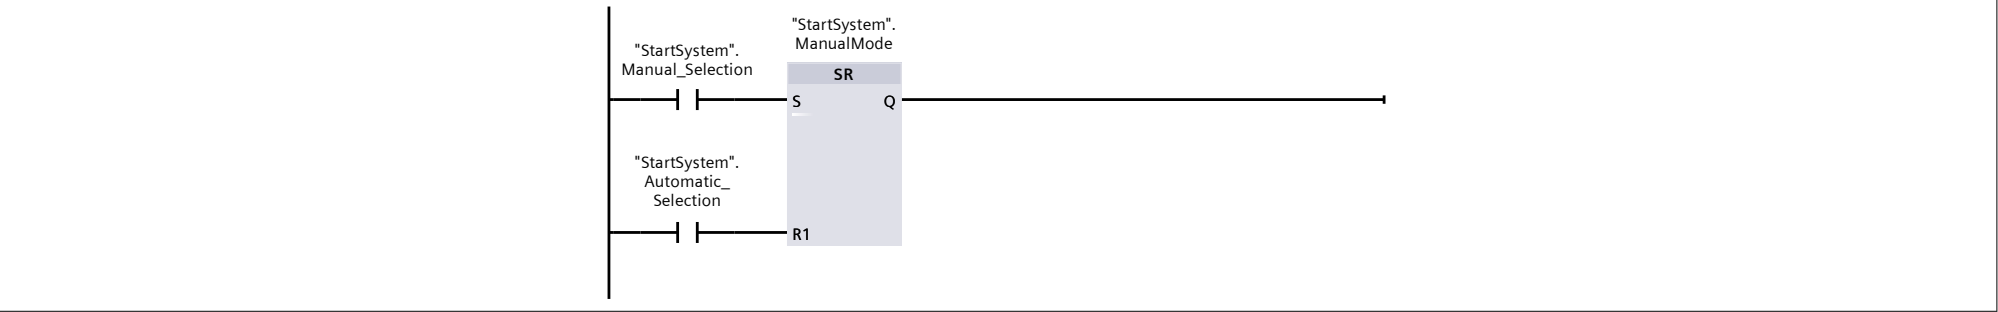 "StartSystem".
ManualMode
"StartSystem".
Manual_Selection
SR
S
Q
"StartSystem".
Automatic_
Selection
R1